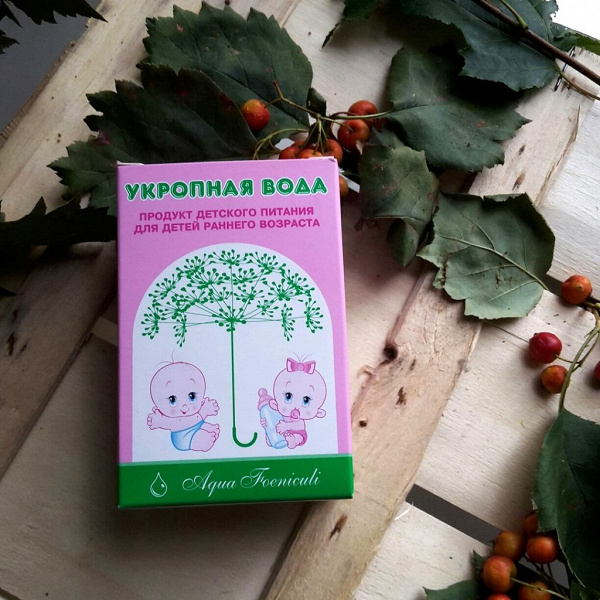 УКРОПНАЯ ВОДА
ПРОДУКТ ДЕТСКОГО ПИТАНИЯ
ДЛЯ ДЕТЕЙ РАННЕГО ВОЗРАСТА
Aqua Foeniculi